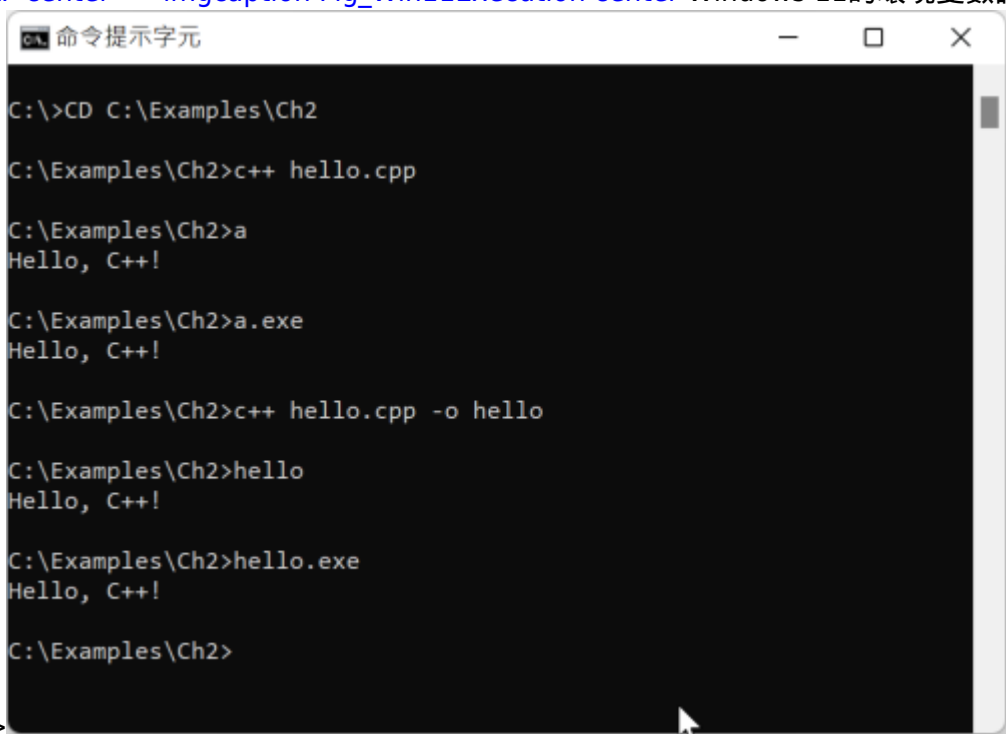 命令提示字元
C:\>CD C:\Examples\Ch2
C:\Examples\Ch2>c++ hello.cpp
C:\Examples\Ch2>a
Hello, C++!
C:\Examples\Ch2>a.exe
Hello, C++!
C:\Examples\Ch2>c++ hello.cpp -o hello
C:\Examples\Ch2>hello
Hello, C++!
C:\Examples\Ch2>hello.exe
Hello, C++!
C:\Examples\Ch2>
>